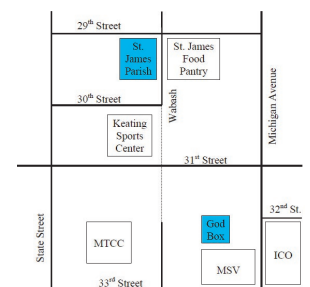 29th Street
St.
James
Parish
St. James
Food
Pantry
30th Street
Wabash
Michigan Avenue
Keating
Sports
Center
31st Street
32nd St.
State Street
God
Box
MTCC
MSV
ICO
33rd Street